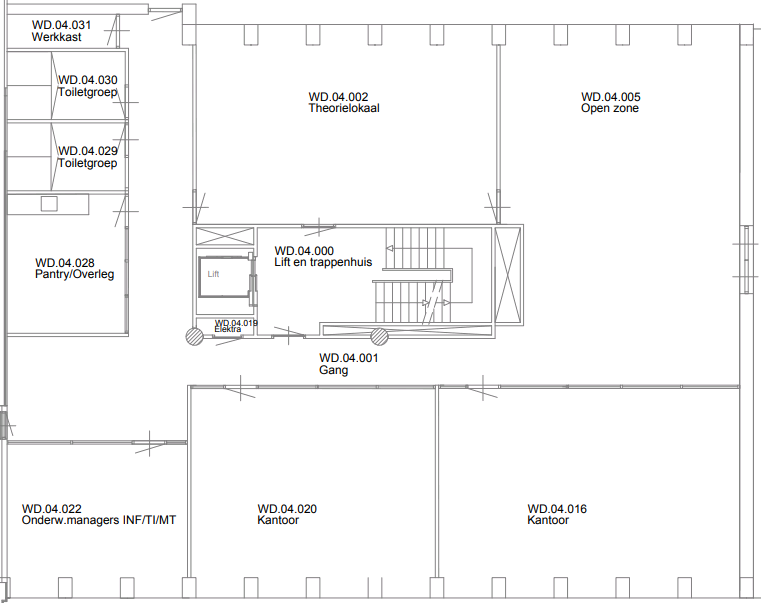 WD.04.031
Werkkast
WD.04.030
Toiletgroep
WD.04.029
Toiletgroep
WD.04.002
Theorielokaal
WD.04.005
Open zone
WD.04.028
Pantry/Overleg
WD.04.000
Lift en trappenhuis
Lift
WD.04.019
Elektra
WD.04.001
Gang
WD.04.022
Onderw.managers INF/TI/MT
WD.04.020
Kantoor
WD.04.016
Kantoor